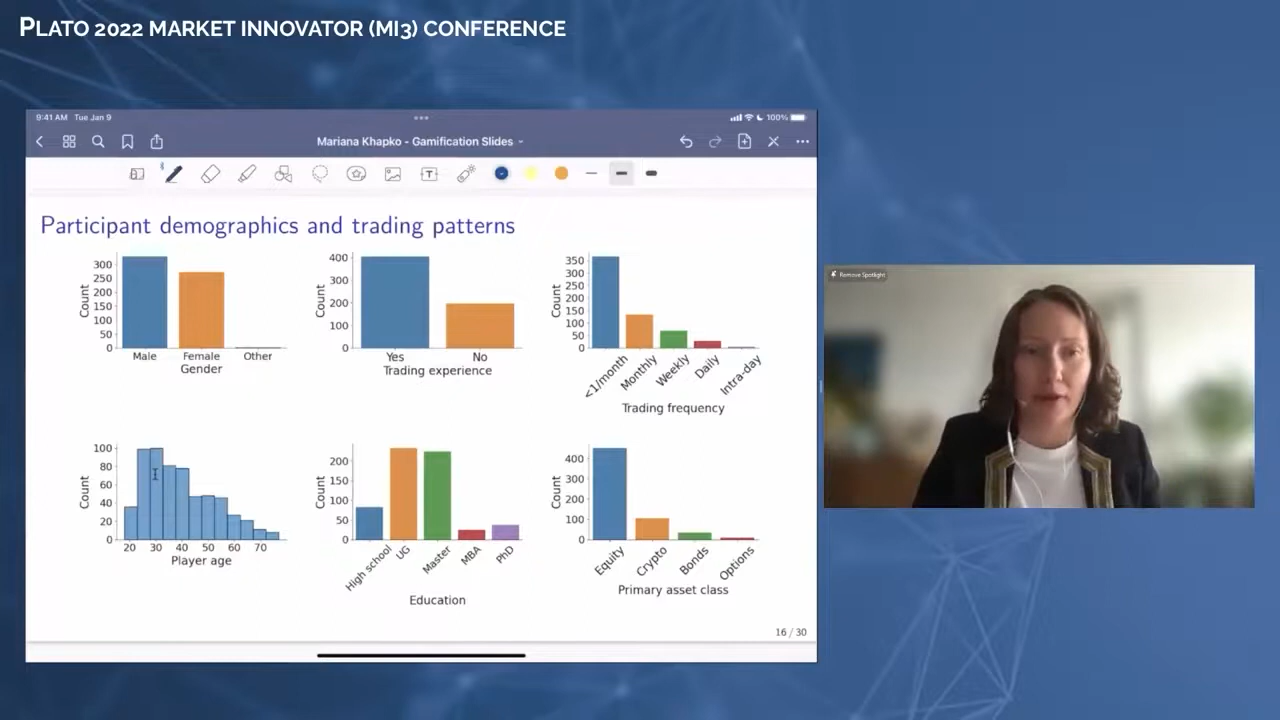 PLATO 2022 MARKET INNOVATOR (MI3) CONFERENCE
9:41 AM Tue Jan 9
100%
Mariana Khapko - Gamification Slides
T
Participant demographics and trading patterns
Count
300
250
200
150
100
50
0
Male Female Other
Gender
Count
400
300
200
100
0
Yes No
Trading experience
Count
350
300
250
200
150
100
50
0
<1/month Monthly Weekly Daily Intra-day
Trading frequency
Count
100
80
60
40
20
0
20 30 40 50 60 70
Player age
Count
200
150
100
50
0
High school UG Master MBA PhD
Education
Count
400
300
200
100
0
Equity Crypto Bonds Options
Primary asset class
16 / 30
Remove Spotlight